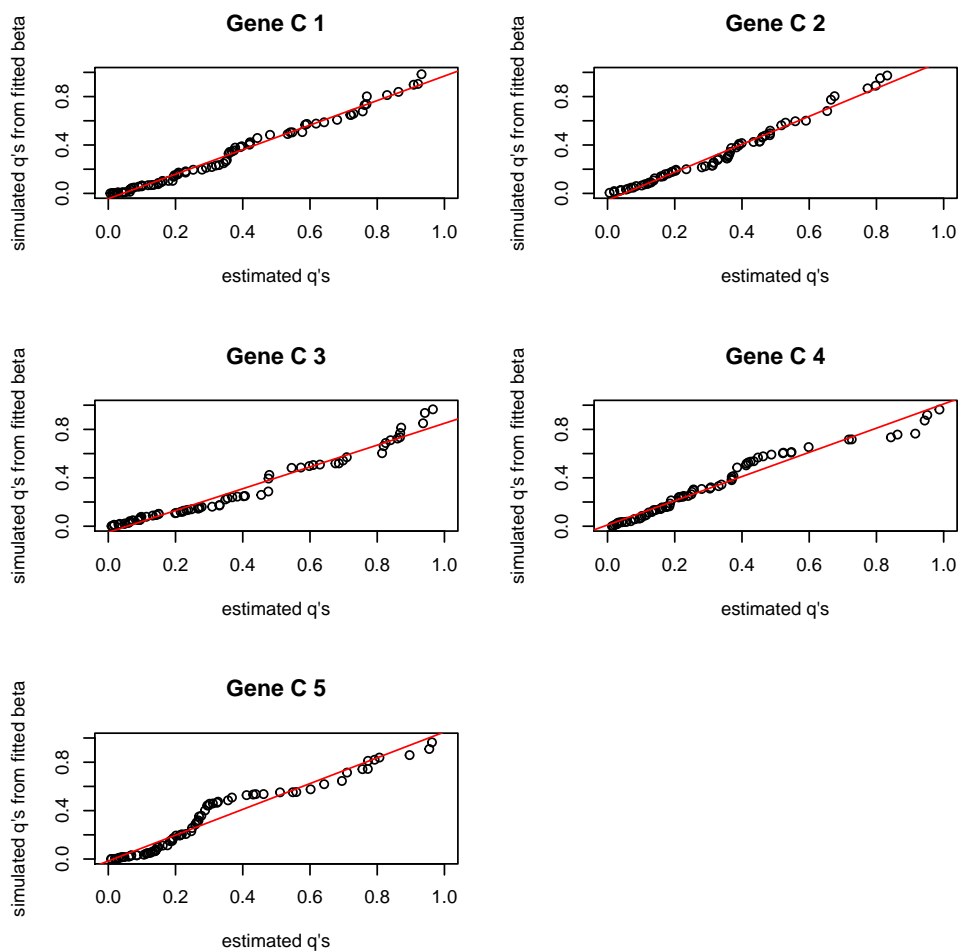 Gene C 1
simulated q's from fitted beta
0.0 0.4 0.8
0.0 0.2 0.4 0.6 0.8 1.0
estimated q's
Gene C 2
simulated q's from fitted beta
0.0 0.4 0.8
0.0 0.2 0.4 0.6 0.8 1.0
estimated q's
Gene C 3
simulated q's from fitted beta
0.0 0.4 0.8
0.0 0.2 0.4 0.6 0.8 1.0
estimated q's
Gene C 4
simulated q's from fitted beta
0.0 0.4 0.8
0.0 0.2 0.4 0.6 0.8 1.0
estimated q's
Gene C 5
simulated q's from fitted beta
0.0 0.4 0.8
0.0 0.2 0.4 0.6 0.8 1.0
estimated q's